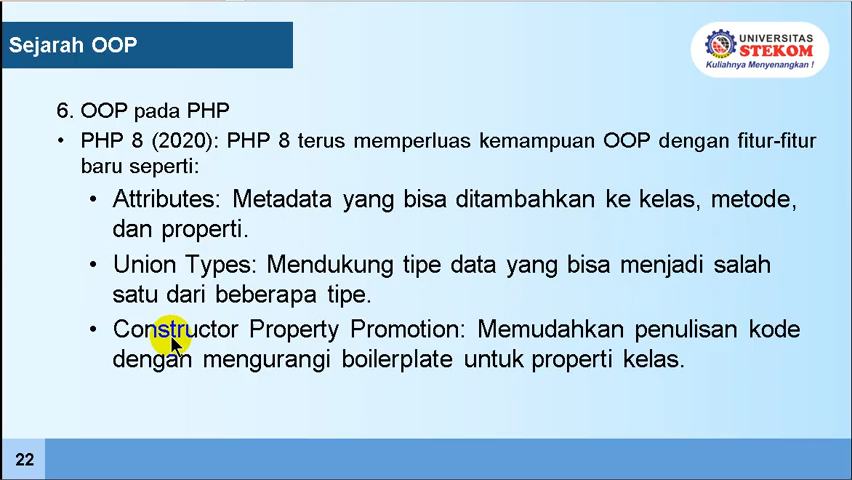 Sejarah OOP
UNIVERSITAS
STEKOM
Kuliahnya Menyenangkan !
6. OOP pada PHP
• PHP 8 (2020): PHP 8 terus memperluas kemampuan OOP dengan fitur-fitur
baru seperti:
• Attributes: Metadata yang bisa ditambahkan ke kelas, metode,
dan properti.
• Union Types: Mendukung tipe data yang bisa menjadi salah
satu dari beberapa tipe.
• Constructor Property Promotion: Memudahkan penulisan kode
dengan mengurangi boilerplate untuk properti kelas.
22